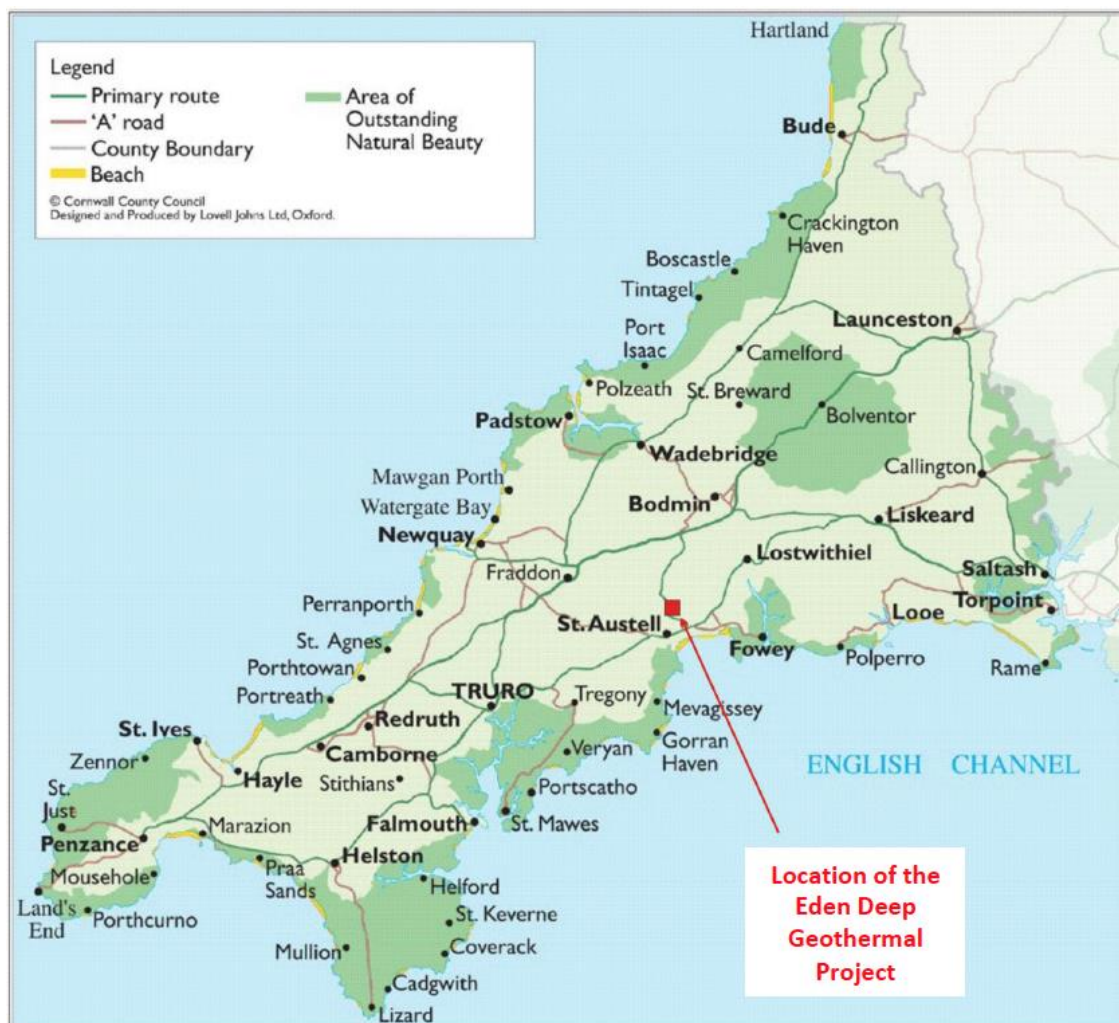 Legend
Primary route
'A' road
County Boundary
Beach
Area of
Outstanding
Natural Beauty
© Cornwall County Council
Designed and Produced by Lovell Johns Ltd, Oxford.
Hartland
Bude
Crackington
Haven
Boscastle
Tintagel
Launceston
Port
Isaac
Camelford
Polzeath
St. Breward
Bolventor
Padstow
Wadebridge
Callington
Mawgan Porth
Bodmin
Watergate Bay
Liskeard
Newquay
Lostwithiel
Fraddon
Saltash
Perranporth
Torpoint
Looe
St. Austell
Fowey
St. Agnes
Polperro
Rame
Porthtowan
Portreath
TRURO
Tregony
Mevagissey
Redruth
St. Ives
Gorran
Haven
Camborne
Veryan
Zennor
ENGLISH CHANNEL
Hayle
Stithians
Portscatho
St.
Just
Falmouth
St. Mawes
Marazion
Penzance
Helston
Praa
Sands
Mousehole
Helford
Land's
End
Porthcurno
St. Keverne
Mullion
Coverack
Cadgwith
Lizard
Location of the
Eden Deep
Geothermal
Project